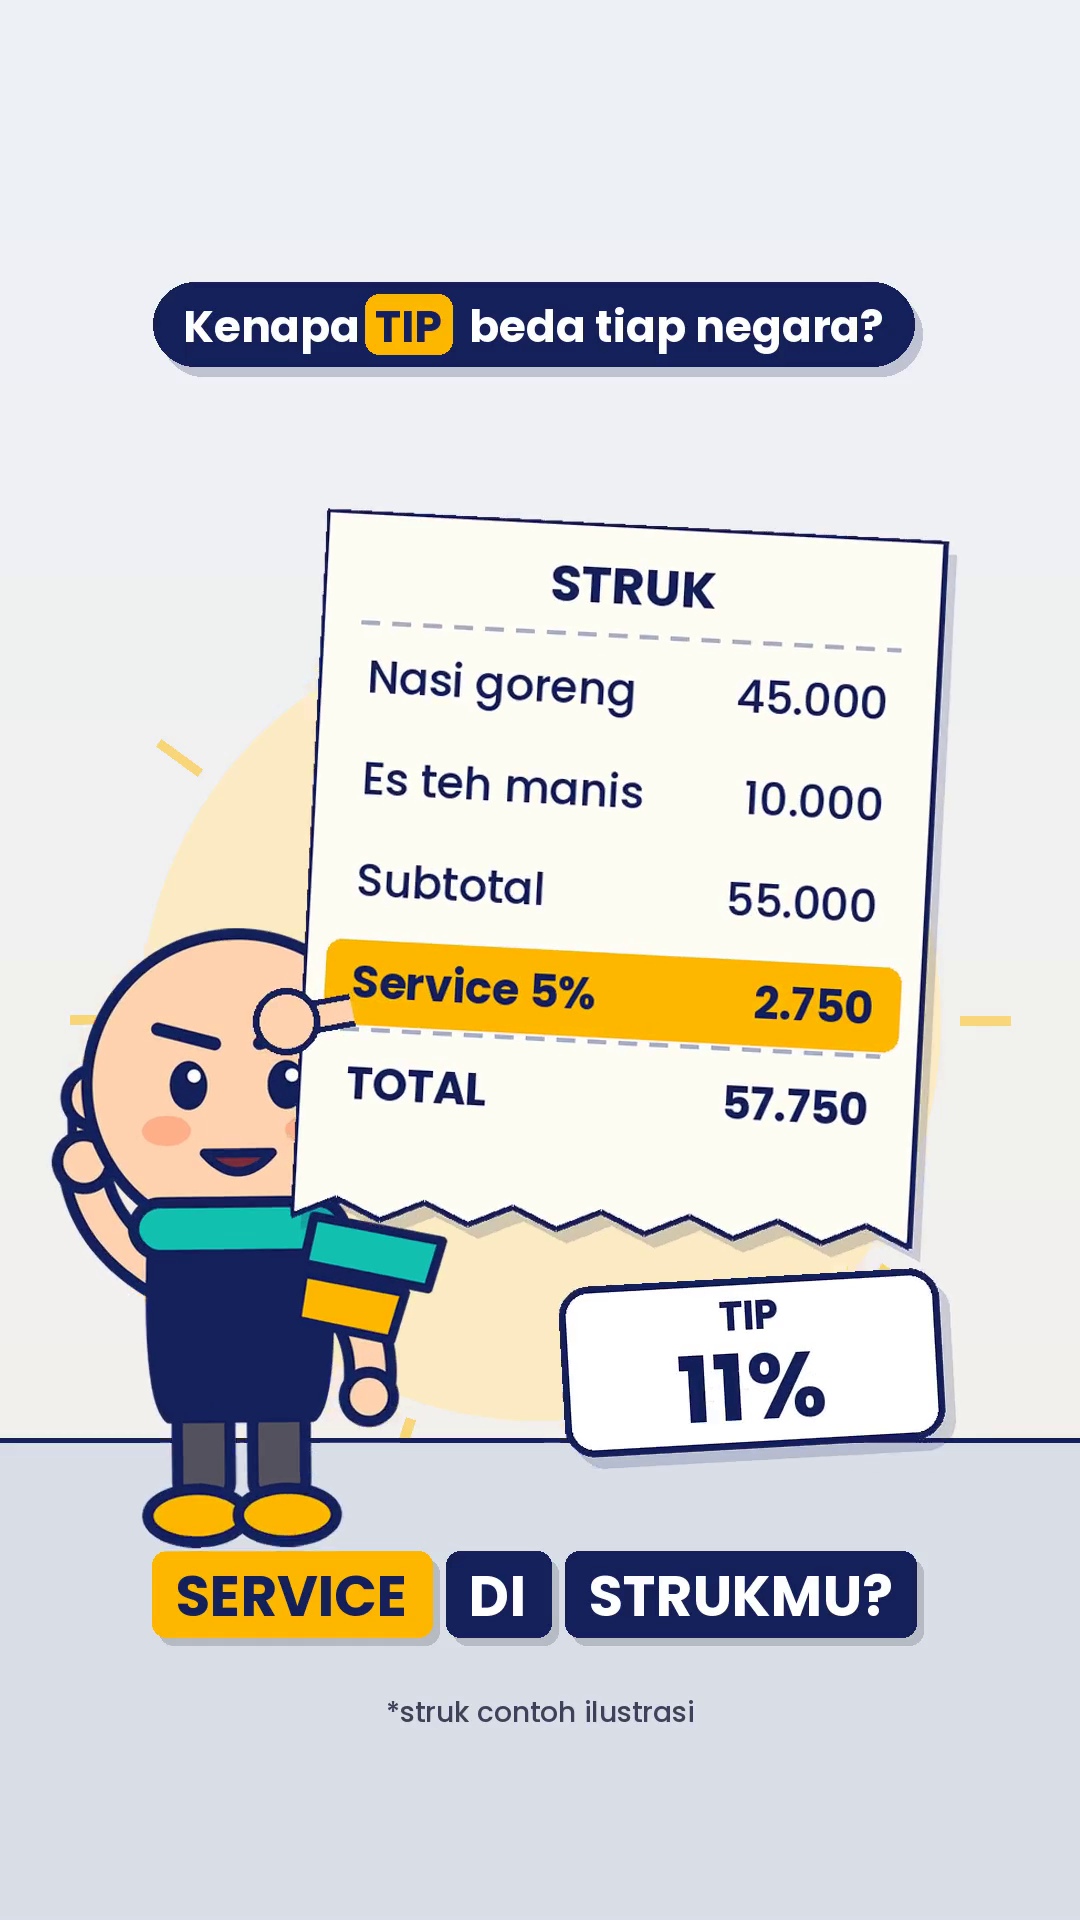 Kenapa TIP beda tiap negara?
STRUK
Nasi goreng 45.000
Es teh manis 10.000
Subtotal 55.000
Service 5% 2.750
TOTAL 57.750
TIP
11%
SERVICE DI STRUKMU?
*struk contoh ilustrasi